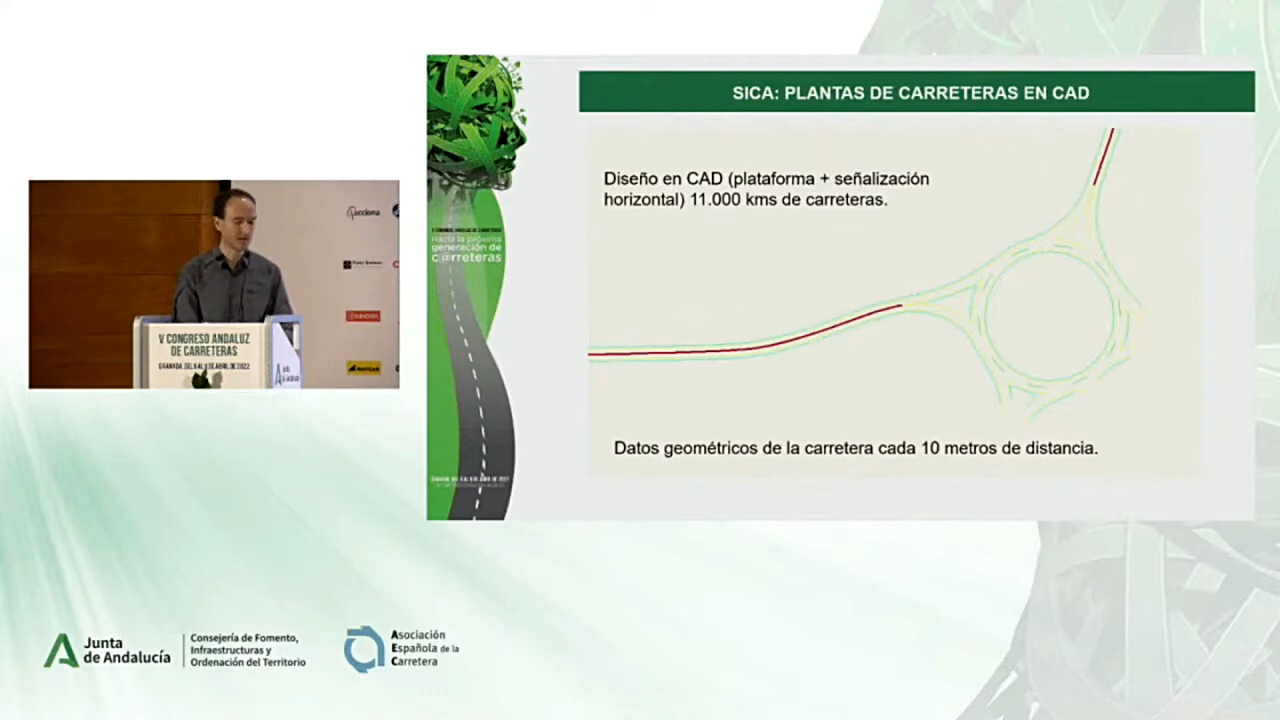 SICA: PLANTAS DE CARRETERAS EN CAD
Diseño en CAD (plataforma + señalización
horizontal) 11.000 kms de carreteras.
Datos geométricos de la carretera cada 10 metros de distancia.
Hacia la próxima
generación de
carreteras
acciona
V CONGRESO ANDALUZ
DE CARRETERAS
GRANADA, DEL 6 AL 8 DE ABRIL DE 2022
Junta
de Andalucía
Consejería de Fomento,
Infraestructuras y
Ordenación del Territorio
Asociación
Española de la
Carretera